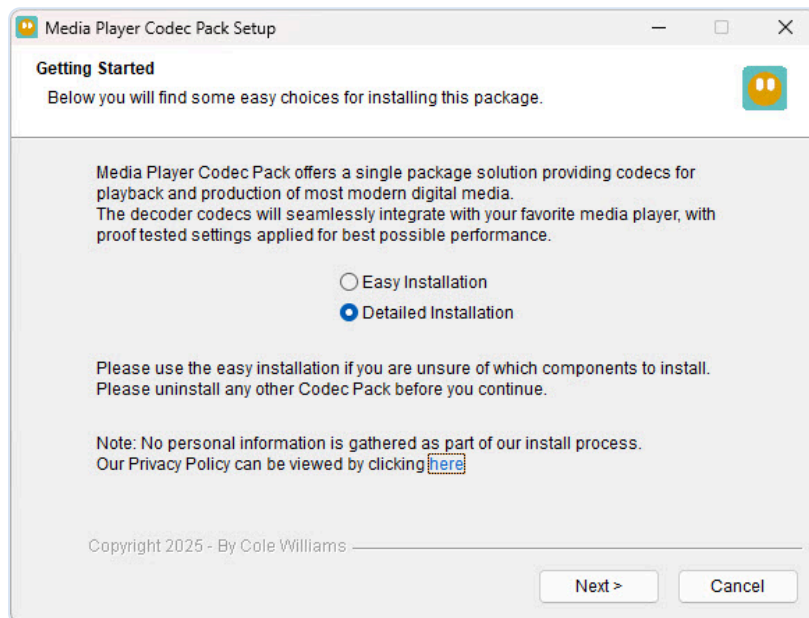 Media Player Codec Pack Setup
Getting Started
Below you will find some easy choices for installing this package.
Media Player Codec Pack offers a single package solution providing codecs for
playback and production of most modern digital media.
The decoder codecs will seamlessly integrate with your favorite media player, with
proof tested settings applied for best possible performance.
Easy Installation
Detailed Installation
Please use the easy installation if you are unsure of which components to install.
Please uninstall any other Codec Pack before you continue.
Note: No personal information is gathered as part of our install process.
Our Privacy Policy can be viewed by clicking here
Copyright 2025 - By Cole Williams
Next >
Cancel